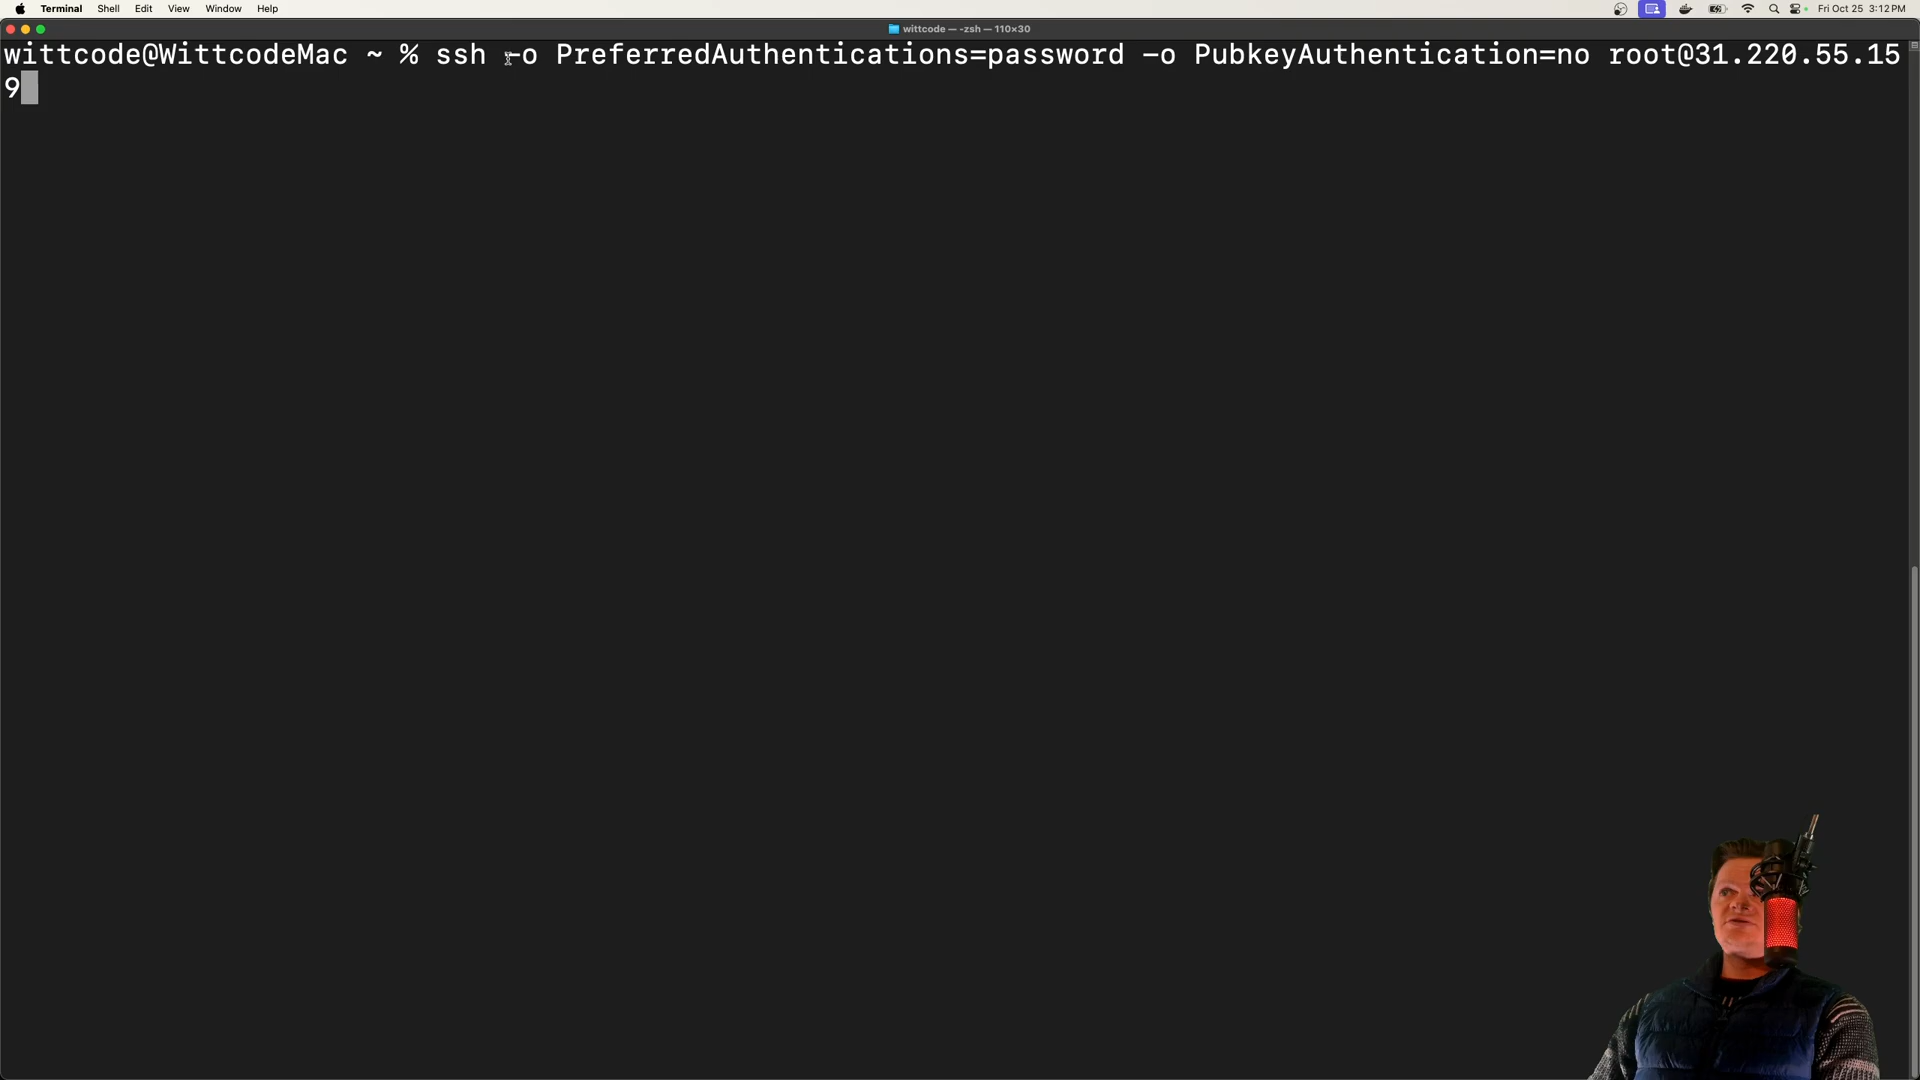 Terminal Shell Edit View Window Help Fri Oct 25 3:12 PM
wittcode — -zsh — 110×30
wittcode@WittcodeMac ~ % ssh -o PreferredAuthentications=password -o PubkeyAuthentication=no root@31.220.55.15
9